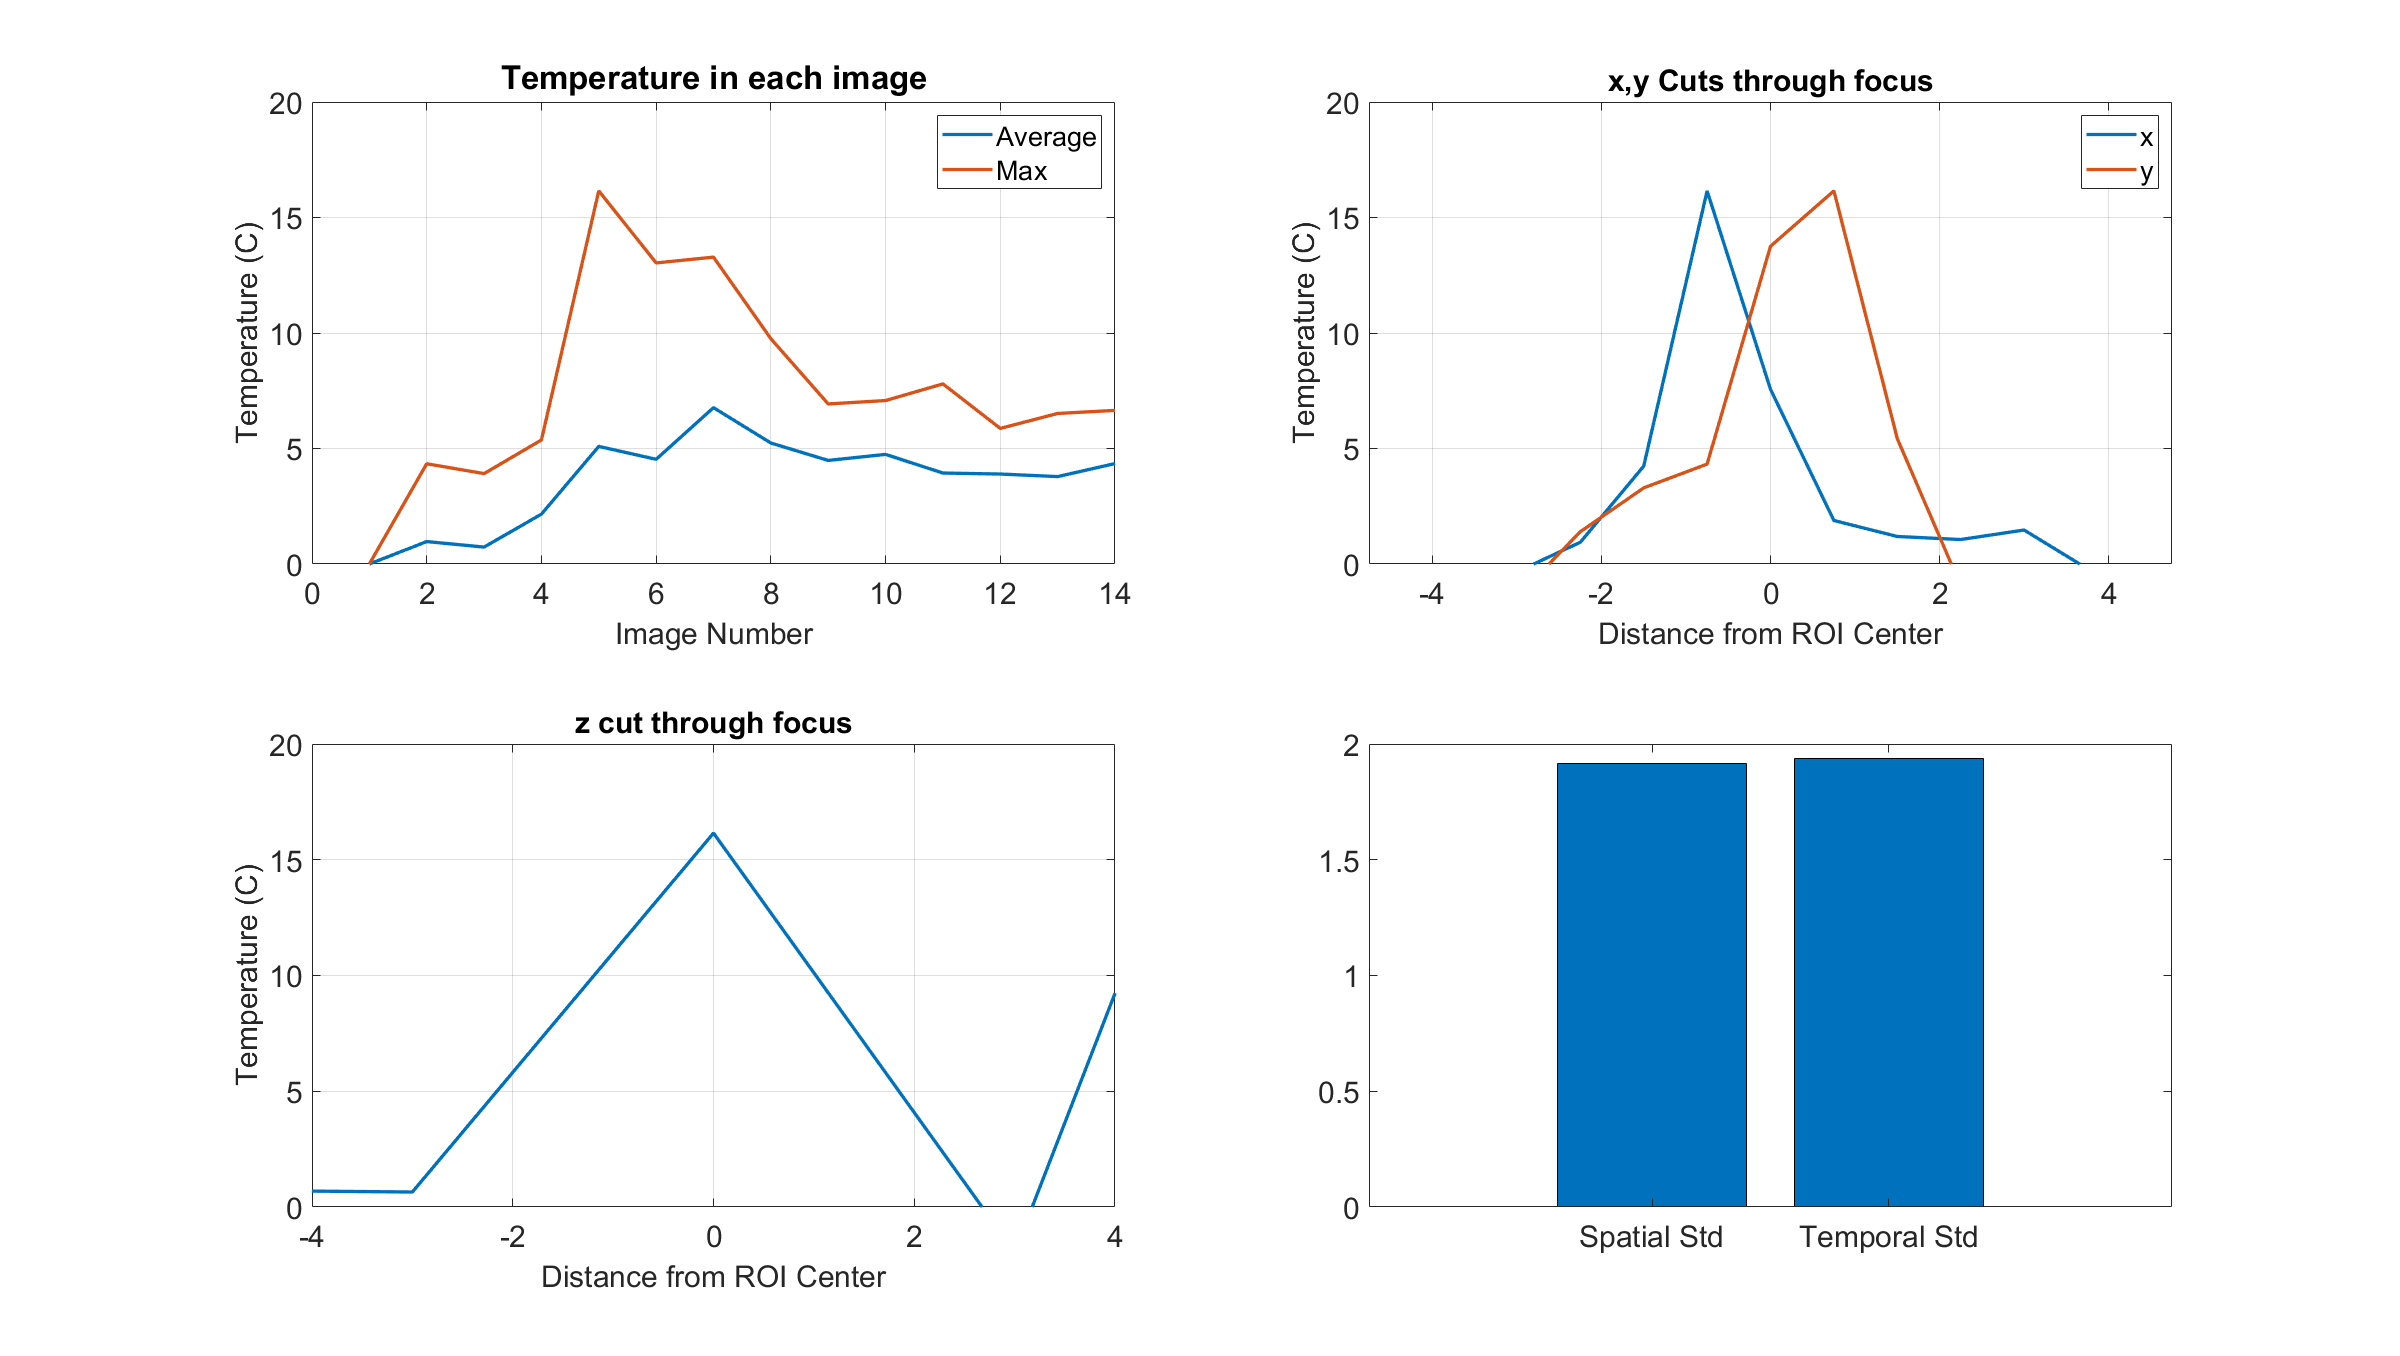 Temperature in each image
20
15
10
5
0
Temperature (C)
Average
Max
0 2 4 6 8 10 12 14
Image Number
x,y Cuts through focus
20
15
10
5
0
Temperature (C)
x
y
-4 -2 0 2 4
Distance from ROI Center
z cut through focus
20
15
10
5
0
Temperature (C)
-4 -2 0 2 4
Distance from ROI Center
2
1.5
1
0.5
0
Spatial Std Temporal Std